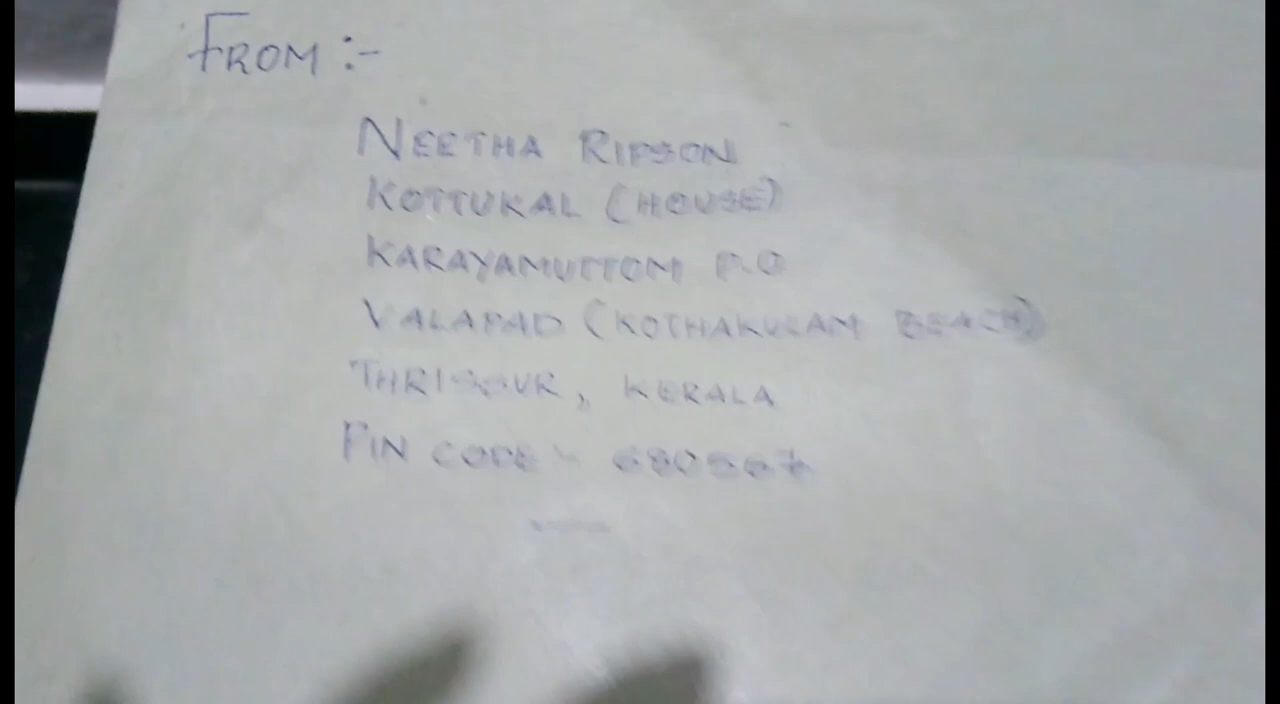 FROM :-
NEETHA RIPSON
KOTTUKAL (HOUSE)
KARAYAMUTTOM P.O
VALAPAD (KOTHAKULAM BEACH)
THRISSUR, KERALA
PIN CODE - 680567